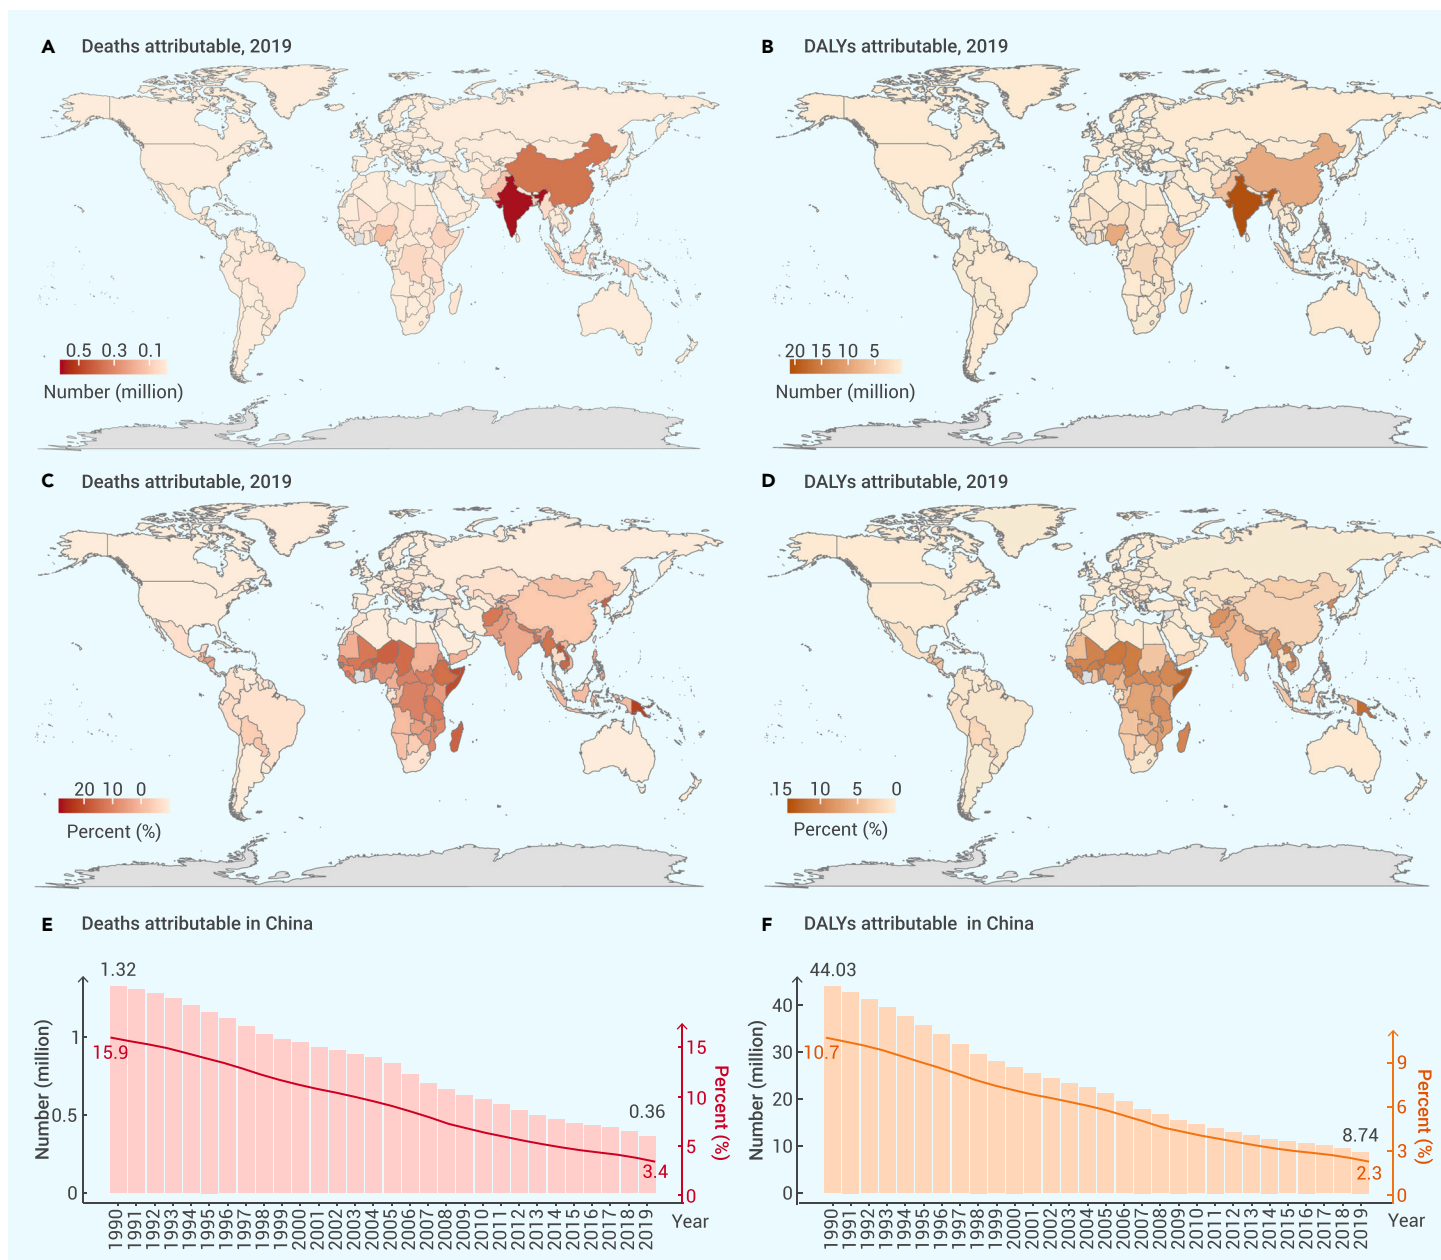 A Deaths attributable, 2019
B DALYs attributable, 2019
0.5 0.3 0.1
Number (million)
20 15 10 5
Number (million)
C Deaths attributable, 2019
D DALYs attributable, 2019
20 10 0
Percent (%)
15 10 5 0
Percent (%)
E Deaths attributable in China
F DALYs attributable in China
1.32
15.9
0.36
3.4
Number (million)
1
0.5
0
15
10
5
0
Percent (%)
1990 1991 1992 1993 1994 1995 1996 1997 1998 1999 2000 2001 2002 2003 2004 2005 2006 2007 2008 2009 2010 2011 2012 2013 2014 2015 2016 2017 2018 2019
Year
44.03
10.7
8.74
2.3
Number (million)
40
30
20
10
0
9
6
3
0
Percent (%)
1990 1991 1992 1993 1994 1995 1996 1997 1998 1999 2000 2001 2002 2003 2004 2005 2006 2007 2008 2009 2010 2011 2012 2013 2014 2015 2016 2017 2018 2019
Year